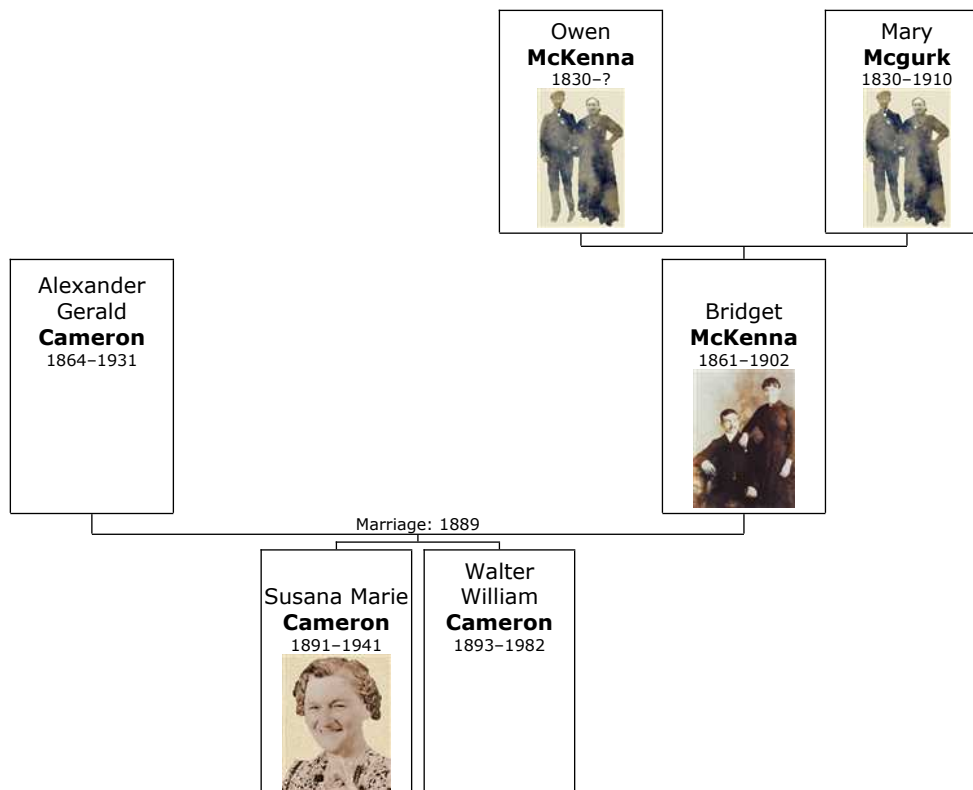 Owen
McKenna
1830–?
Mary
Mcgurk
1830–1910
Alexander
Gerald
Cameron
1864–1931
Bridget
McKenna
1861–1902
Marriage: 1889
Susana Marie
Cameron
1891–1941
Walter
William
Cameron
1893–1982